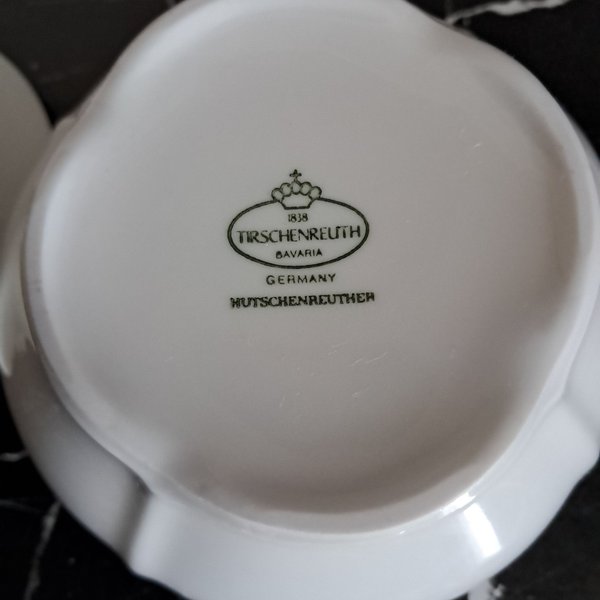 1838
TIRSCHENREUTH
BAVARIA
GERMANY
HUTSCHENREUTHER